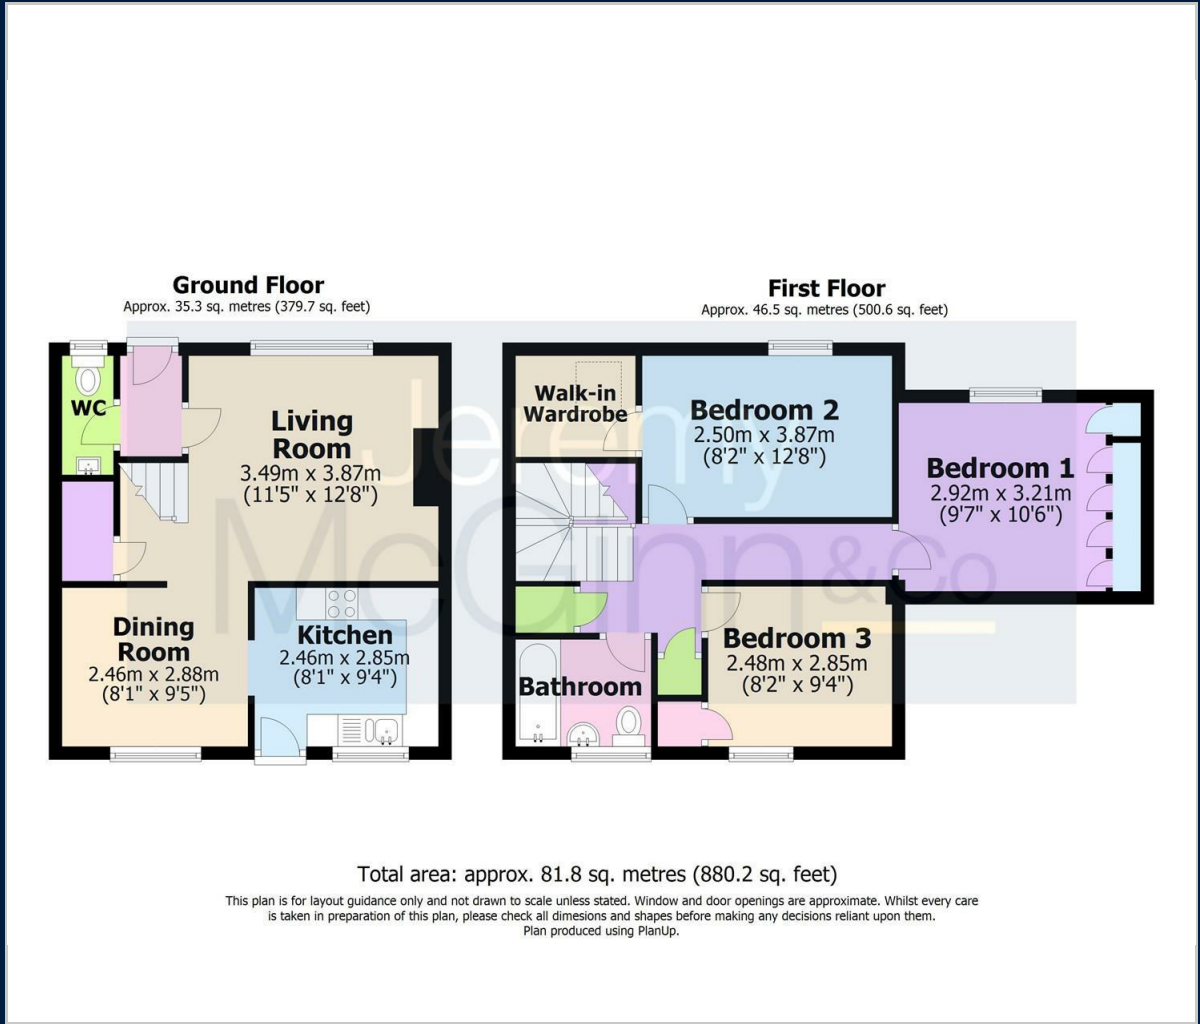 Ground Floor
Approx. 35.3 sq. metres (379.7 sq. feet)
WC
Living
Room
3.49m x 3.87m
(11'5" x 12'8")
Dining
Room
2.46m x 2.88m
(8'1" x 9'5")
Kitchen
2.46m x 2.85m
(8'1" x 9'4")
First Floor
Approx. 46.5 sq. metres (500.6 sq. feet)
Walk-in
Wardrobe
Bedroom 2
2.50m x 3.87m
(8'2" x 12'8")
Bedroom 1
2.92m x 3.21m
(9'7" x 10'6")
Bedroom 3
2.48m x 2.85m
(8'2" x 9'4")
Bathroom
Jeremy
McGinn & Co
Total area: approx. 81.8 sq. metres (880.2 sq. feet)
This plan is for layout guidance only and not drawn to scale unless stated. Window and door openings are approximate. Whilst every care
is taken in preparation of this plan, please check all dimesions and shapes before making any decisions reliant upon them.
Plan produced using PlanUp.